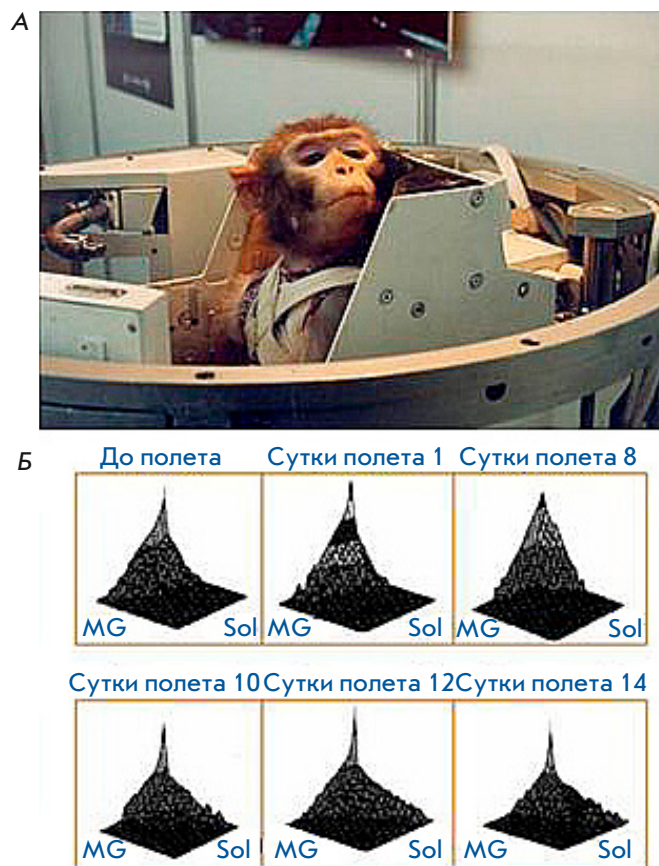 А
Б
До полета Сутки полета 1 Сутки полета 8
MG Sol MG Sol MG Sol
Сутки полета 10 Сутки полета 12 Сутки полета 14
MG Sol MG Sol MG Sol